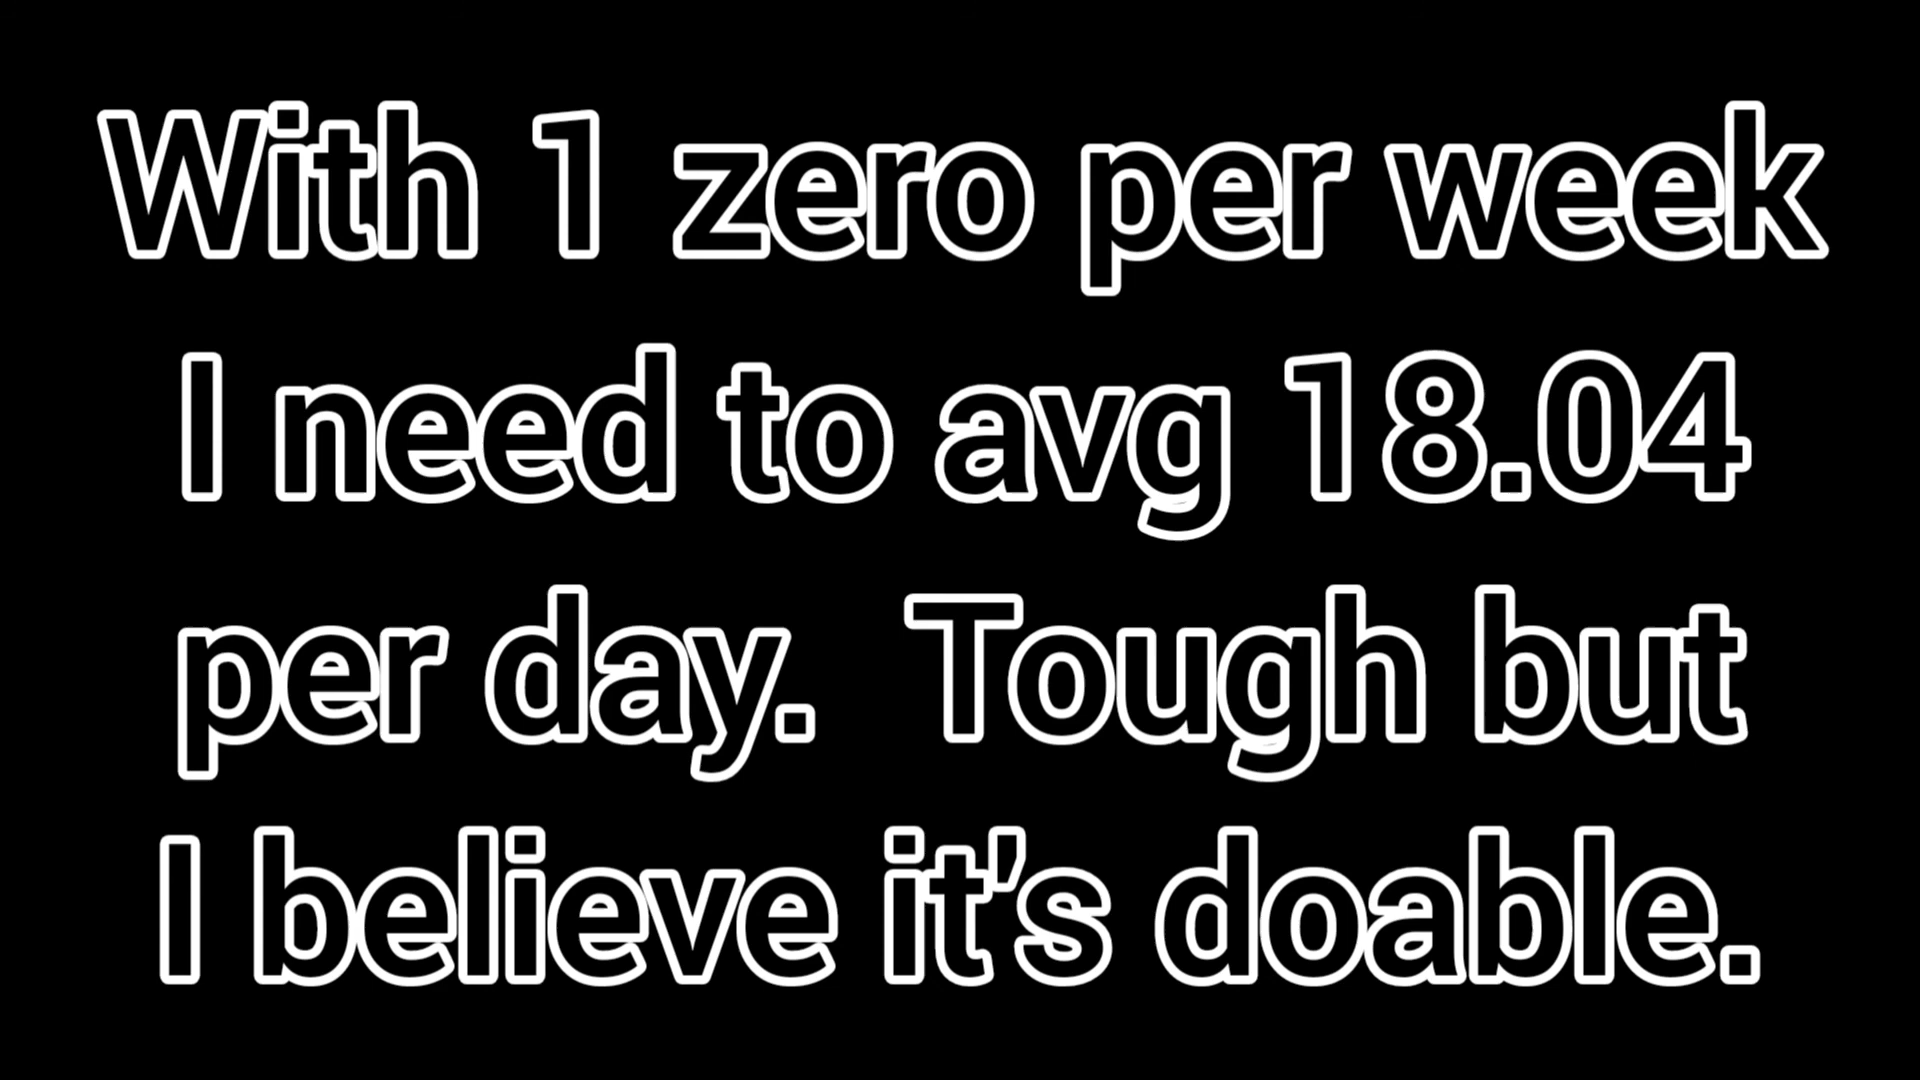 With 1 zero per week
I need to avg 18.04
per day.  Tough but
I believe it's doable.